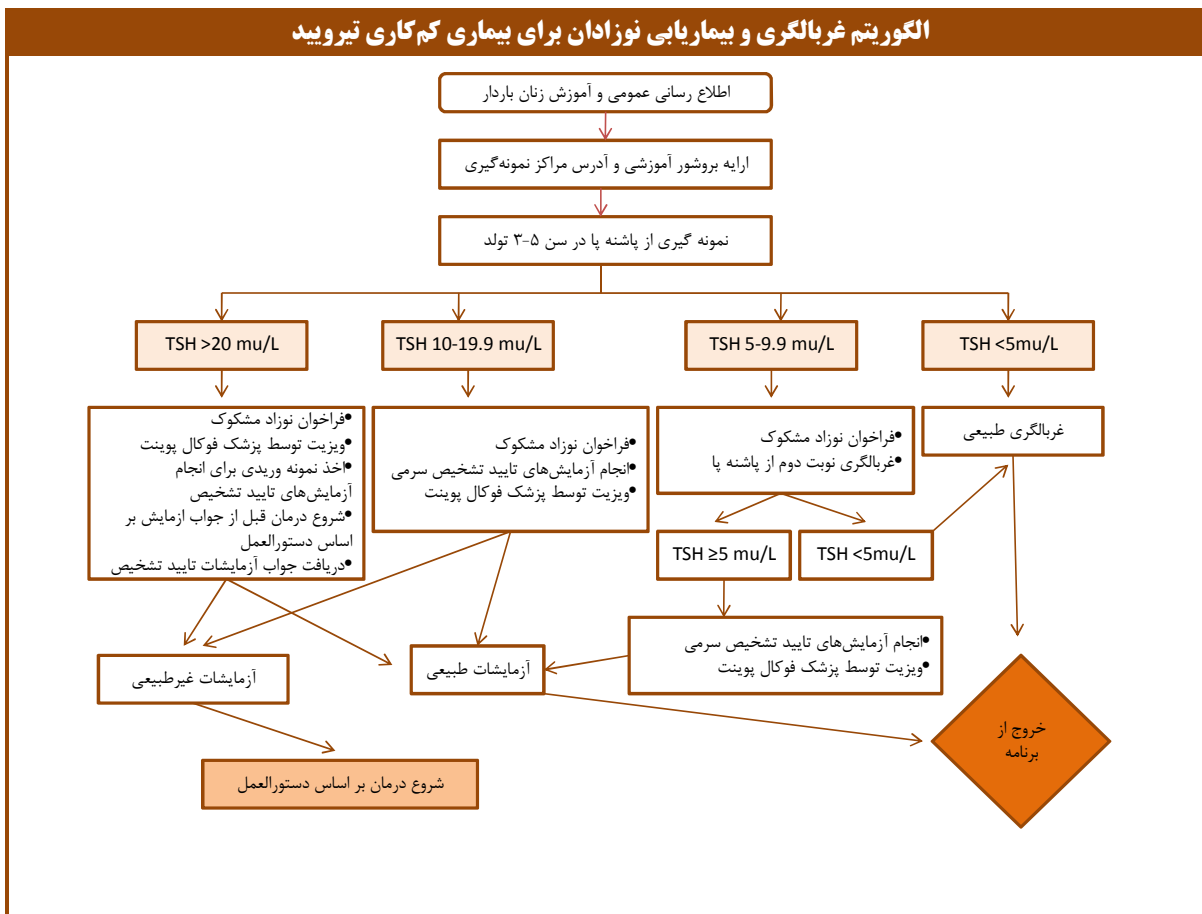 الگوریتم غربالگری و بیماریابی نوزادان برای بیماری کم‌کاری تیرویید
اطلاع رسانی عمومی و آموزش زنان باردار
ارایه بروشور آموزشی و آدرس مراکز نمونه‌گیری
نمونه گیری از پاشنه پا در سن ۵-۳ تولد
TSH <5mu/L
TSH 5-9.9 mu/L
TSH 10-19.9 mu/L
TSH >20 mu/L
غربالگری طبیعی
•فراخوان نوزاد مشکوک
•غربالگری نوبت دوم از پاشنه پا
•فراخوان نوزاد مشکوک
•انجام آزمایش‌های تایید تشخیص سرمی
•ویزیت توسط پزشک فوکال پوینت
•فراخوان نوزاد مشکوک
•ویزیت توسط پزشک فوکال پوینت
•اخذ نمونه وریدی برای انجام
آزمایش‌های تایید تشخیص
•شروع درمان قبل از جواب ازمایش بر
اساس دستورالعمل
•دریافت جواب آزمایشات تایید تشخیص
TSH <5mu/L
TSH ≥5 mu/L
•انجام آزمایش‌های تایید تشخیص سرمی
•ویزیت توسط پزشک فوکال پوینت
آزمایشات طبیعی
آزمایشات غیرطبیعی
خروج از
برنامه
شروع درمان بر اساس دستورالعمل